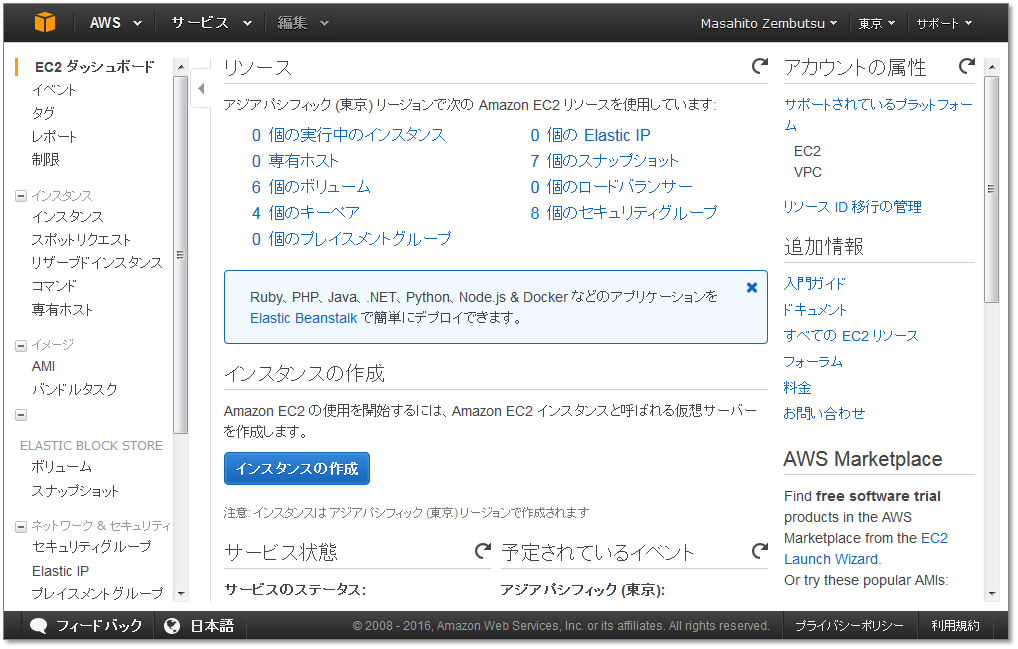 AWS サービス 編集 Masahito Zembutsu 東京 サポート
EC2 ダッシュボード
イベント
タグ
レポート
制限
インスタンス
インスタンス
スポットリクエスト
リザーブドインスタンス
コマンド
専有ホスト
イメージ
AMI
バンドルタスク
ELASTIC BLOCK STORE
ボリューム
スナップショット
ネットワーク & セキュリティ
セキュリティグループ
Elastic IP
プレイスメントグループ
リソース
アジアパシフィック (東京) リージョンで次の Amazon EC2 リソースを使用しています:
0 個の実行中のインスタンス
0 個の Elastic IP
0 専有ホスト
7 個のスナップショット
6 個のボリューム
0 個のロードバランサー
4 個のキーペア
8 個のセキュリティグループ
0 個のプレイスメントグループ
Ruby、PHP、Java、.NET、Python、Node.js & Docker などのアプリケーションを
Elastic Beanstalk で簡単にデプロイできます。
インスタンスの作成
Amazon EC2 の使用を開始するには、Amazon EC2 インスタンスと呼ばれる仮想サーバー
を作成します。
インスタンスの作成
注意: インスタンスは アジアパシフィック (東京)リージョンで作成されます
サービス状態
サービスのステータス:
予定されているイベント
アジアパシフィック (東京):
アカウントの属性
サポートされているプラットフォー
ム
EC2
VPC
リソース ID 移行の管理
追加情報
入門ガイド
ドキュメント
すべての EC2 リソース
フォーラム
料金
お問い合わせ
AWS Marketplace
Find free software trial
products in the AWS
Marketplace from the EC2
Launch Wizard.
Or try these popular AMIs:
フィードバック 日本語 © 2008 - 2016, Amazon Web Services, Inc. or its affiliates. All rights reserved. プライバシーポリシー 利用規約